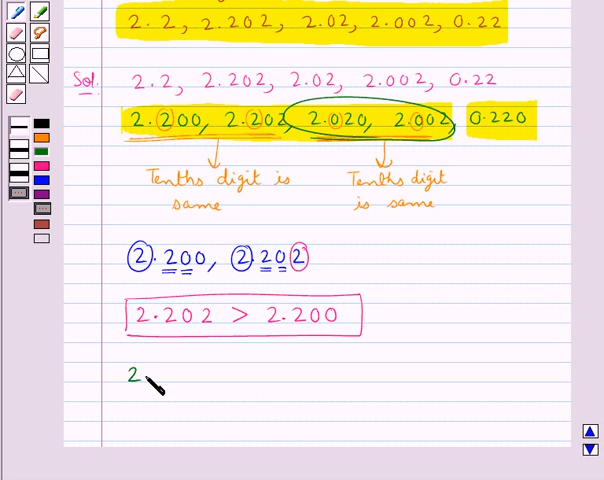 2.2, 2.202, 2.02, 2.002, 0.22
Sol: 2.2, 2.202, 2.02, 2.002, 0.22
2.200, 2.202, 2.020, 2.002, 0.220
Tenths digit is same
Tenths digit is same
2.200, 2.202
2.202 > 2.200
2